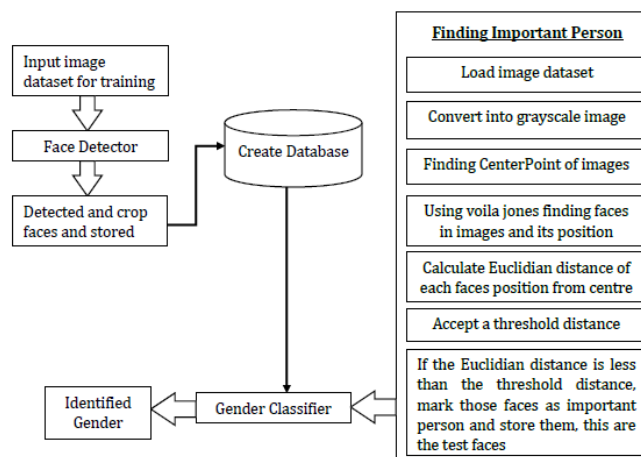 Input image
dataset for training
Face Detector
Detected and crop
faces and stored
Create Database
Finding Important Person
Load image dataset
Convert into grayscale image
Finding CenterPoint of images
Using voila jones finding faces
in images and its position
Calculate Euclidian distance of
each faces position from centre
Accept a threshold distance
If the Euclidian distance is less
than the threshold distance,
mark those faces as important
person and store them, this are
the test faces
Gender Classifier
Identified
Gender